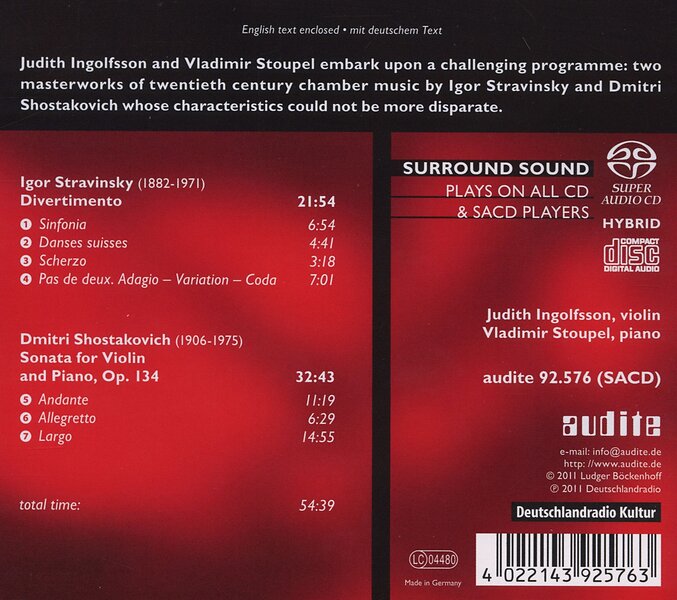 English text enclosed • mit deutschem Text
Judith Ingolfsson and Vladimir Stoupel embark upon a challenging programme: two
masterworks of twentieth century chamber music by Igor Stravinsky and Dmitri
Shostakovich whose characteristics could not be more disparate.
Igor Stravinsky (1882-1971)
Divertimento 21:54
1 Sinfonia 6:54
2 Danses suisses 4:41
3 Scherzo 3:18
4 Pas de deux. Adagio – Variation – Coda 7:01
Dmitri Shostakovich (1906-1975)
Sonata for Violin
and Piano, Op. 134 32:43
5 Andante 11:19
6 Allegretto 6:29
7 Largo 14:55
total time: 54:39
SURROUND SOUND
PLAYS ON ALL CD
& SACD PLAYERS
SUPER
AUDIO CD
HYBRID
COMPACT
disc
DIGITAL AUDIO
Judith Ingolfsson, violin
Vladimir Stoupel, piano
audite 92.576 (SACD)
audite
e-mail: info@audite.de
http: //www.audite.de
© 2011 Ludger Böckenhoff
℗ 2011 Deutschlandradio
Deutschlandradio Kultur
LC 04480
Made in Germany
4 022143 925763